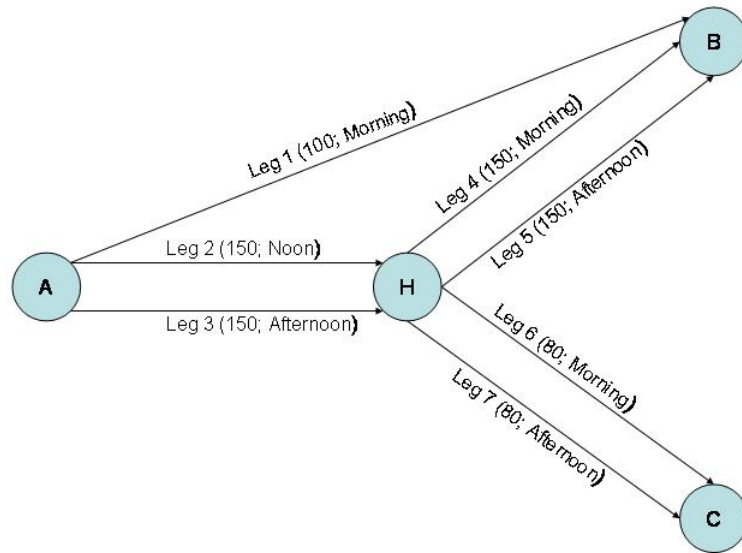 B
Leg 1 (100; Morning)
Leg 4 (150; Morning)
Leg 5 (150; Afternoon)
A
Leg 2 (150; Noon)
H
Leg 3 (150; Afternoon)
Leg 6 (80; Morning)
Leg 7 (80; Afternoon)
C